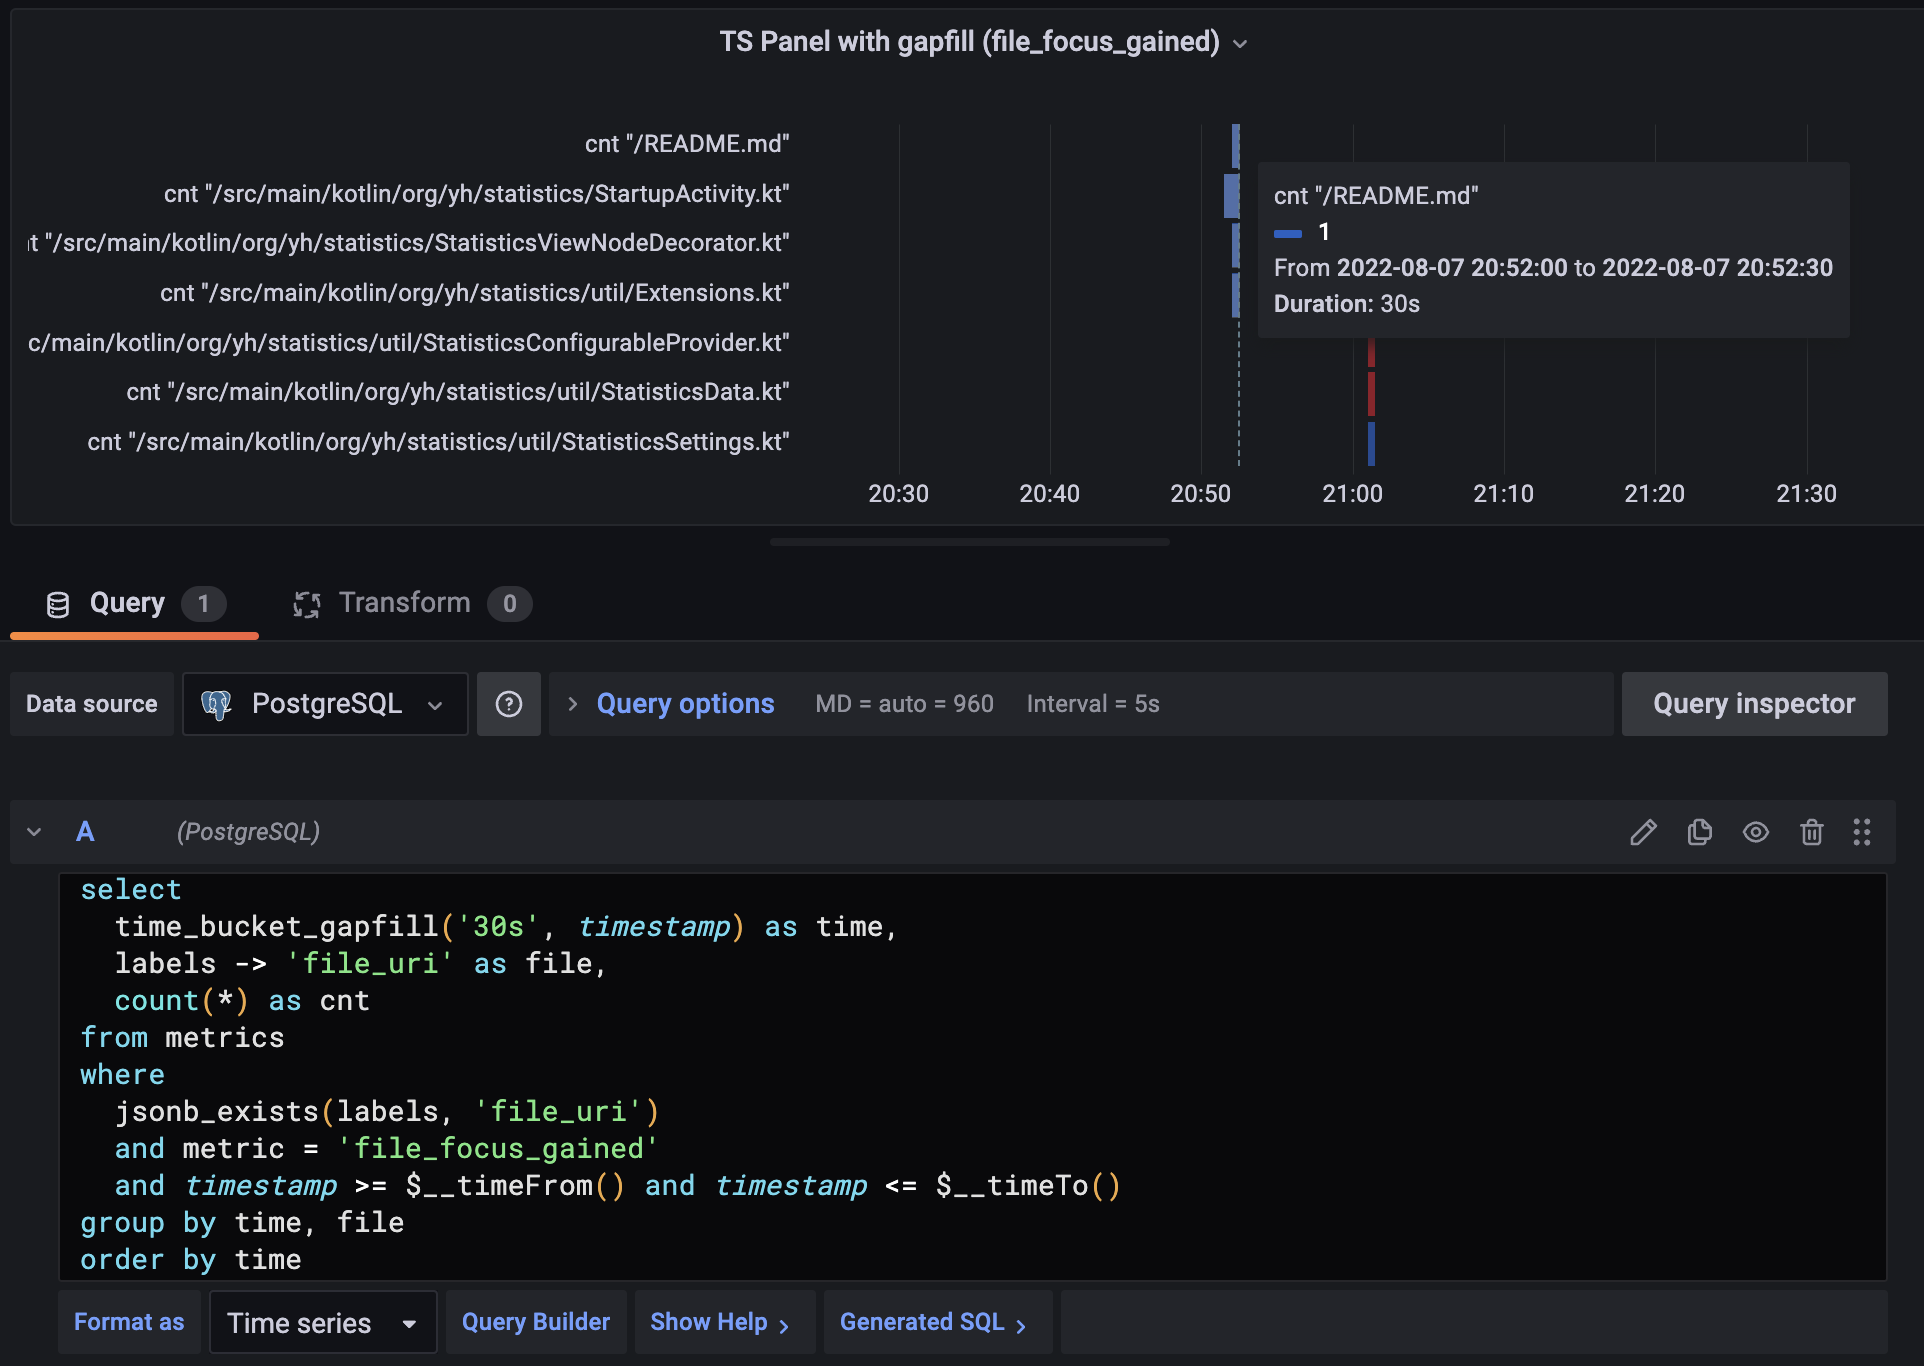 TS Panel with gapfill (file_focus_gained)
cnt "/README.md"
cnt "/src/main/kotlin/org/yh/statistics/StartupActivity.kt"
t "/src/main/kotlin/org/yh/statistics/StatisticsViewNodeDecorator.kt"
cnt "/src/main/kotlin/org/yh/statistics/util/Extensions.kt"
c/main/kotlin/org/yh/statistics/util/StatisticsConfigurableProvider.kt"
cnt "/src/main/kotlin/org/yh/statistics/util/StatisticsData.kt"
cnt "/src/main/kotlin/org/yh/statistics/util/StatisticsSettings.kt"
cnt "/README.md"
1
From 2022-08-07 20:52:00 to 2022-08-07 20:52:30
Duration: 30s
20:30 20:40 20:50 21:00 21:10 21:20 21:30
Query 1 Transform 0
Data source PostgreSQL Query options MD = auto = 960 Interval = 5s Query inspector
A (PostgreSQL)
select
time_bucket_gapfill('30s', timestamp) as time,
labels -> 'file_uri' as file,
count(*) as cnt
from metrics
where
jsonb_exists(labels, 'file_uri')
and metric = 'file_focus_gained'
and timestamp >= $__timeFrom() and timestamp <= $__timeTo()
group by time, file
order by time
Format as Time series Query Builder Show Help Generated SQL